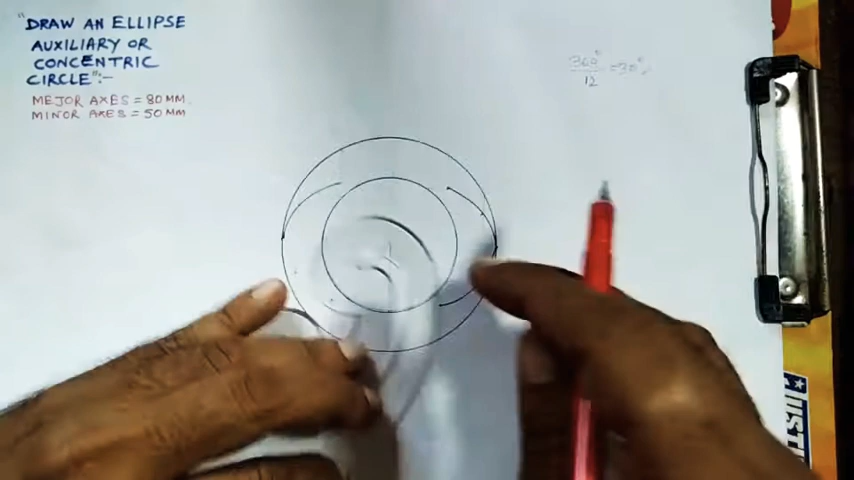 "DRAW AN ELLIPSE
AUXILIARY OR
CONCENTRIC
CIRCLE":-
MEJOR AXES = 80 MM.
MINOR AXES = 50 MM
360°
12
=30°